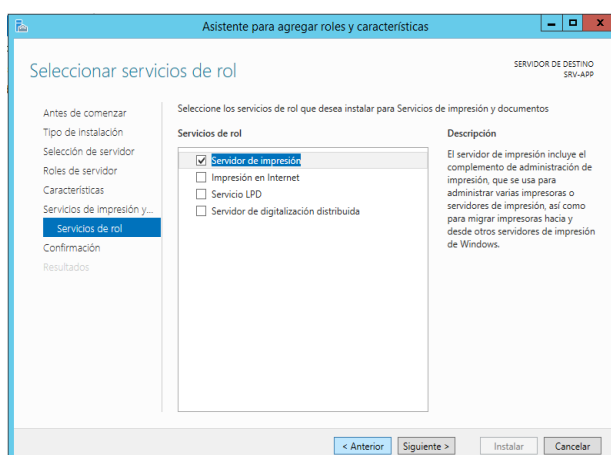 Asistente para agregar roles y características
Seleccionar servicios de rol
SERVIDOR DE DESTINO
SRV-APP
Antes de comenzar
Tipo de instalación
Selección de servidor
Roles de servidor
Características
Servicios de impresión y...
Servicios de rol
Confirmación
Resultados
Seleccione los servicios de rol que desea instalar para Servicios de impresión y documentos
Servicios de rol
Servidor de impresión
Impresión en Internet
Servicio LPD
Servidor de digitalización distribuida
Descripción
El servidor de impresión incluye el
complemento de administración de
impresión, que se usa para
administrar varias impresoras o
servidores de impresión, así como
para migrar impresoras hacia y
desde otros servidores de impresión
de Windows.
< Anterior
Siguiente >
Instalar
Cancelar